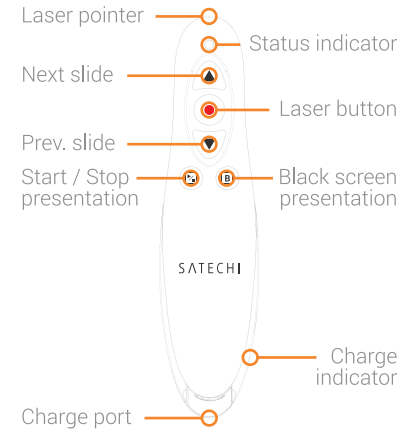 Laser pointer
Status indicator
Next slide
Laser button
Prev. slide
Start / Stop
presentation
B
Black screen
presentation
SATECHI
Charge
indicator
Charge port